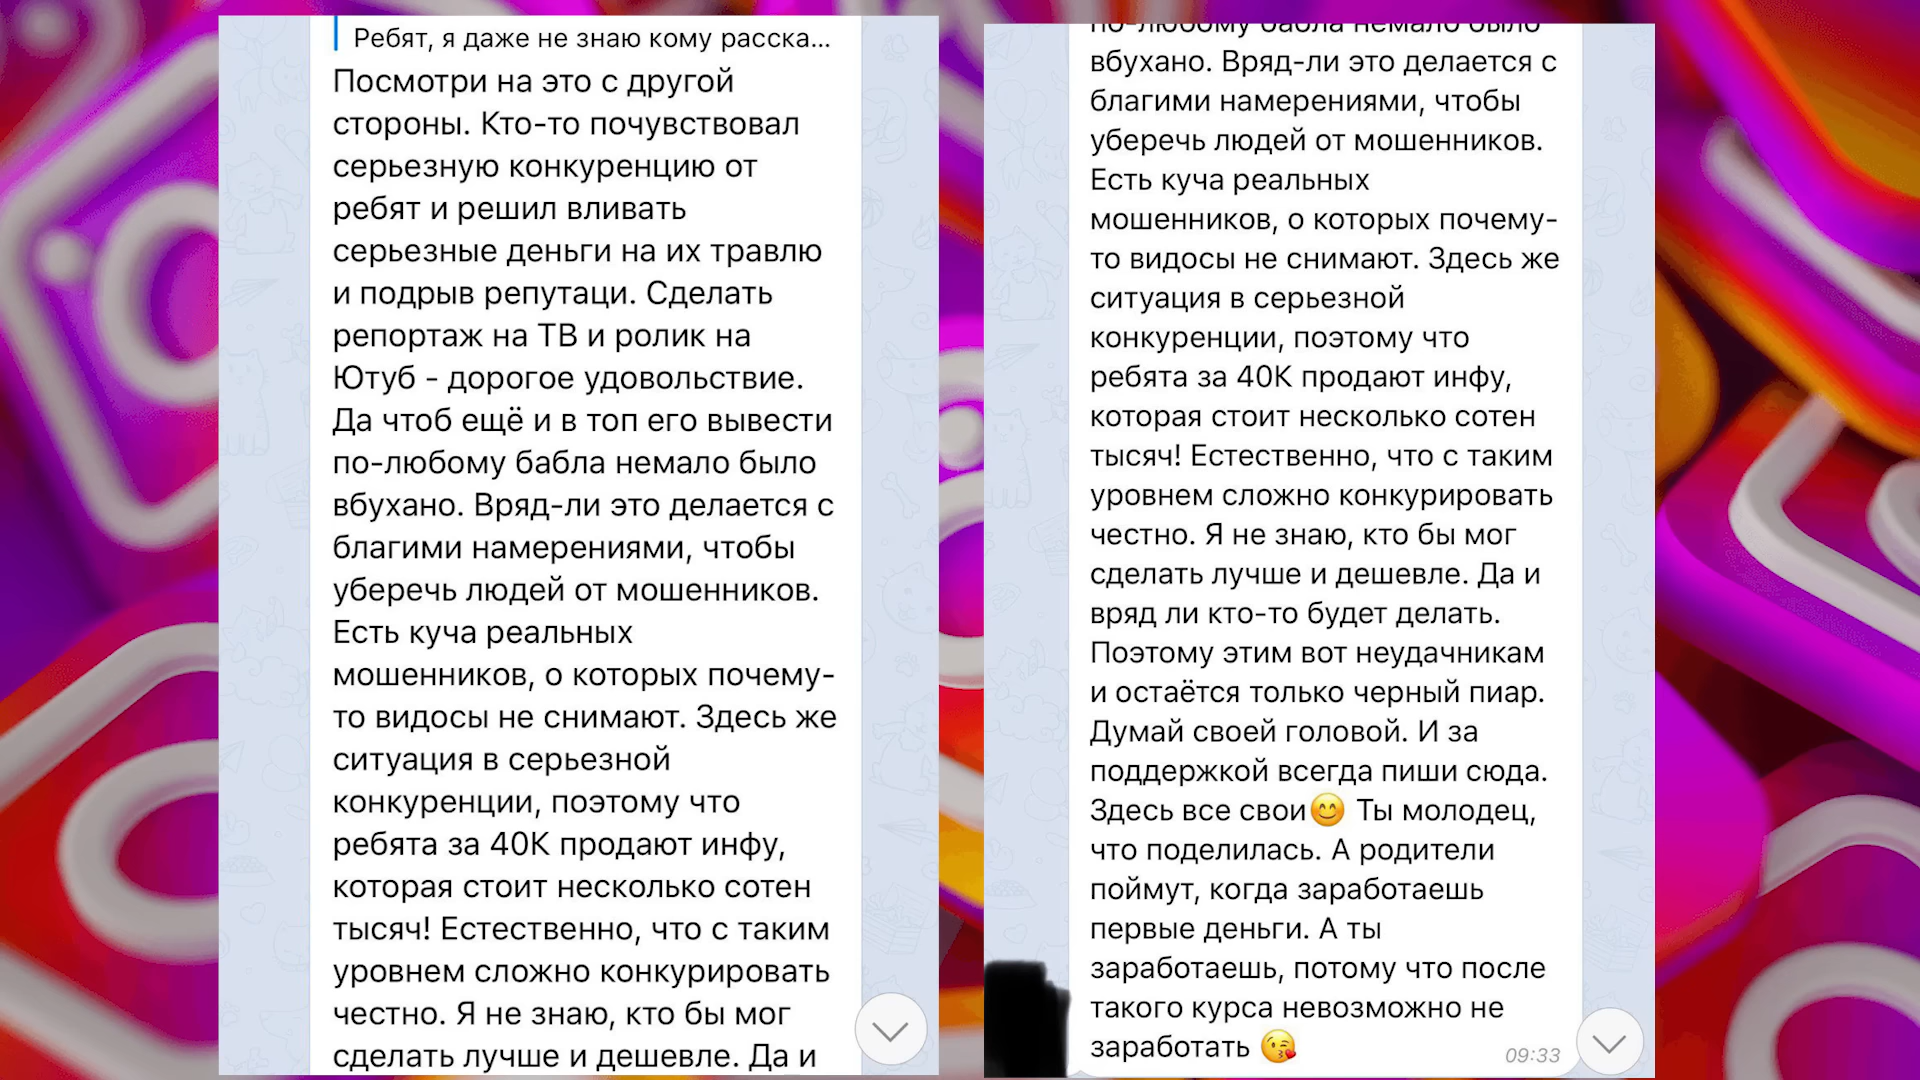 Ребят, я даже не знаю кому расска...
Посмотри на это с другой
стороны. Кто-то почувствовал
серьезную конкуренцию от
ребят и решил вливать
серьезные деньги на их травлю
и подрыв репутаци. Сделать
репортаж на ТВ и ролик на
Ютуб - дорогое удовольствие.
Да чтоб ещё и в топ его вывести
по-любому бабла немало было
вбухано. Вряд-ли это делается с
благими намерениями, чтобы
уберечь людей от мошенников.
Есть куча реальных
мошенников, о которых почему-
то видосы не снимают. Здесь же
ситуация в серьезной
конкуренции, поэтому что
ребята за 40К продают инфу,
которая стоит несколько сотен
тысяч! Естественно, что с таким
уровнем сложно конкурировать
честно. Я не знаю, кто бы мог
сделать лучше и дешевле. Да и
по-любому бабла немало было
вбухано. Вряд-ли это делается с
благими намерениями, чтобы
уберечь людей от мошенников.
Есть куча реальных
мошенников, о которых почему-
то видосы не снимают. Здесь же
ситуация в серьезной
конкуренции, поэтому что
ребята за 40К продают инфу,
которая стоит несколько сотен
тысяч! Естественно, что с таким
уровнем сложно конкурировать
честно. Я не знаю, кто бы мог
сделать лучше и дешевле. Да и
вряд ли кто-то будет делать.
Поэтому этим вот неудачникам
и остаётся только черный пиар.
Думай своей головой. И за
поддержкой всегда пиши сюда.
Здесь все свои😊 Ты молодец,
что поделилась. А родители
поймут, когда заработаешь
первые деньги. А ты
заработаешь, потому что после
такого курса невозможно не
заработать 😘
09:33